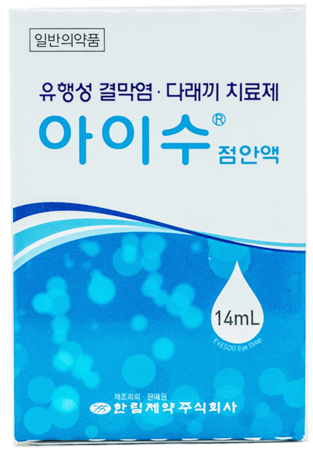 일반의약품
유행성 결막염 · 다래끼 치료제
아이수®
점안액
14mL
EYESOO Eye Drop
제조의뢰 · 판매원
한림제약주식회사